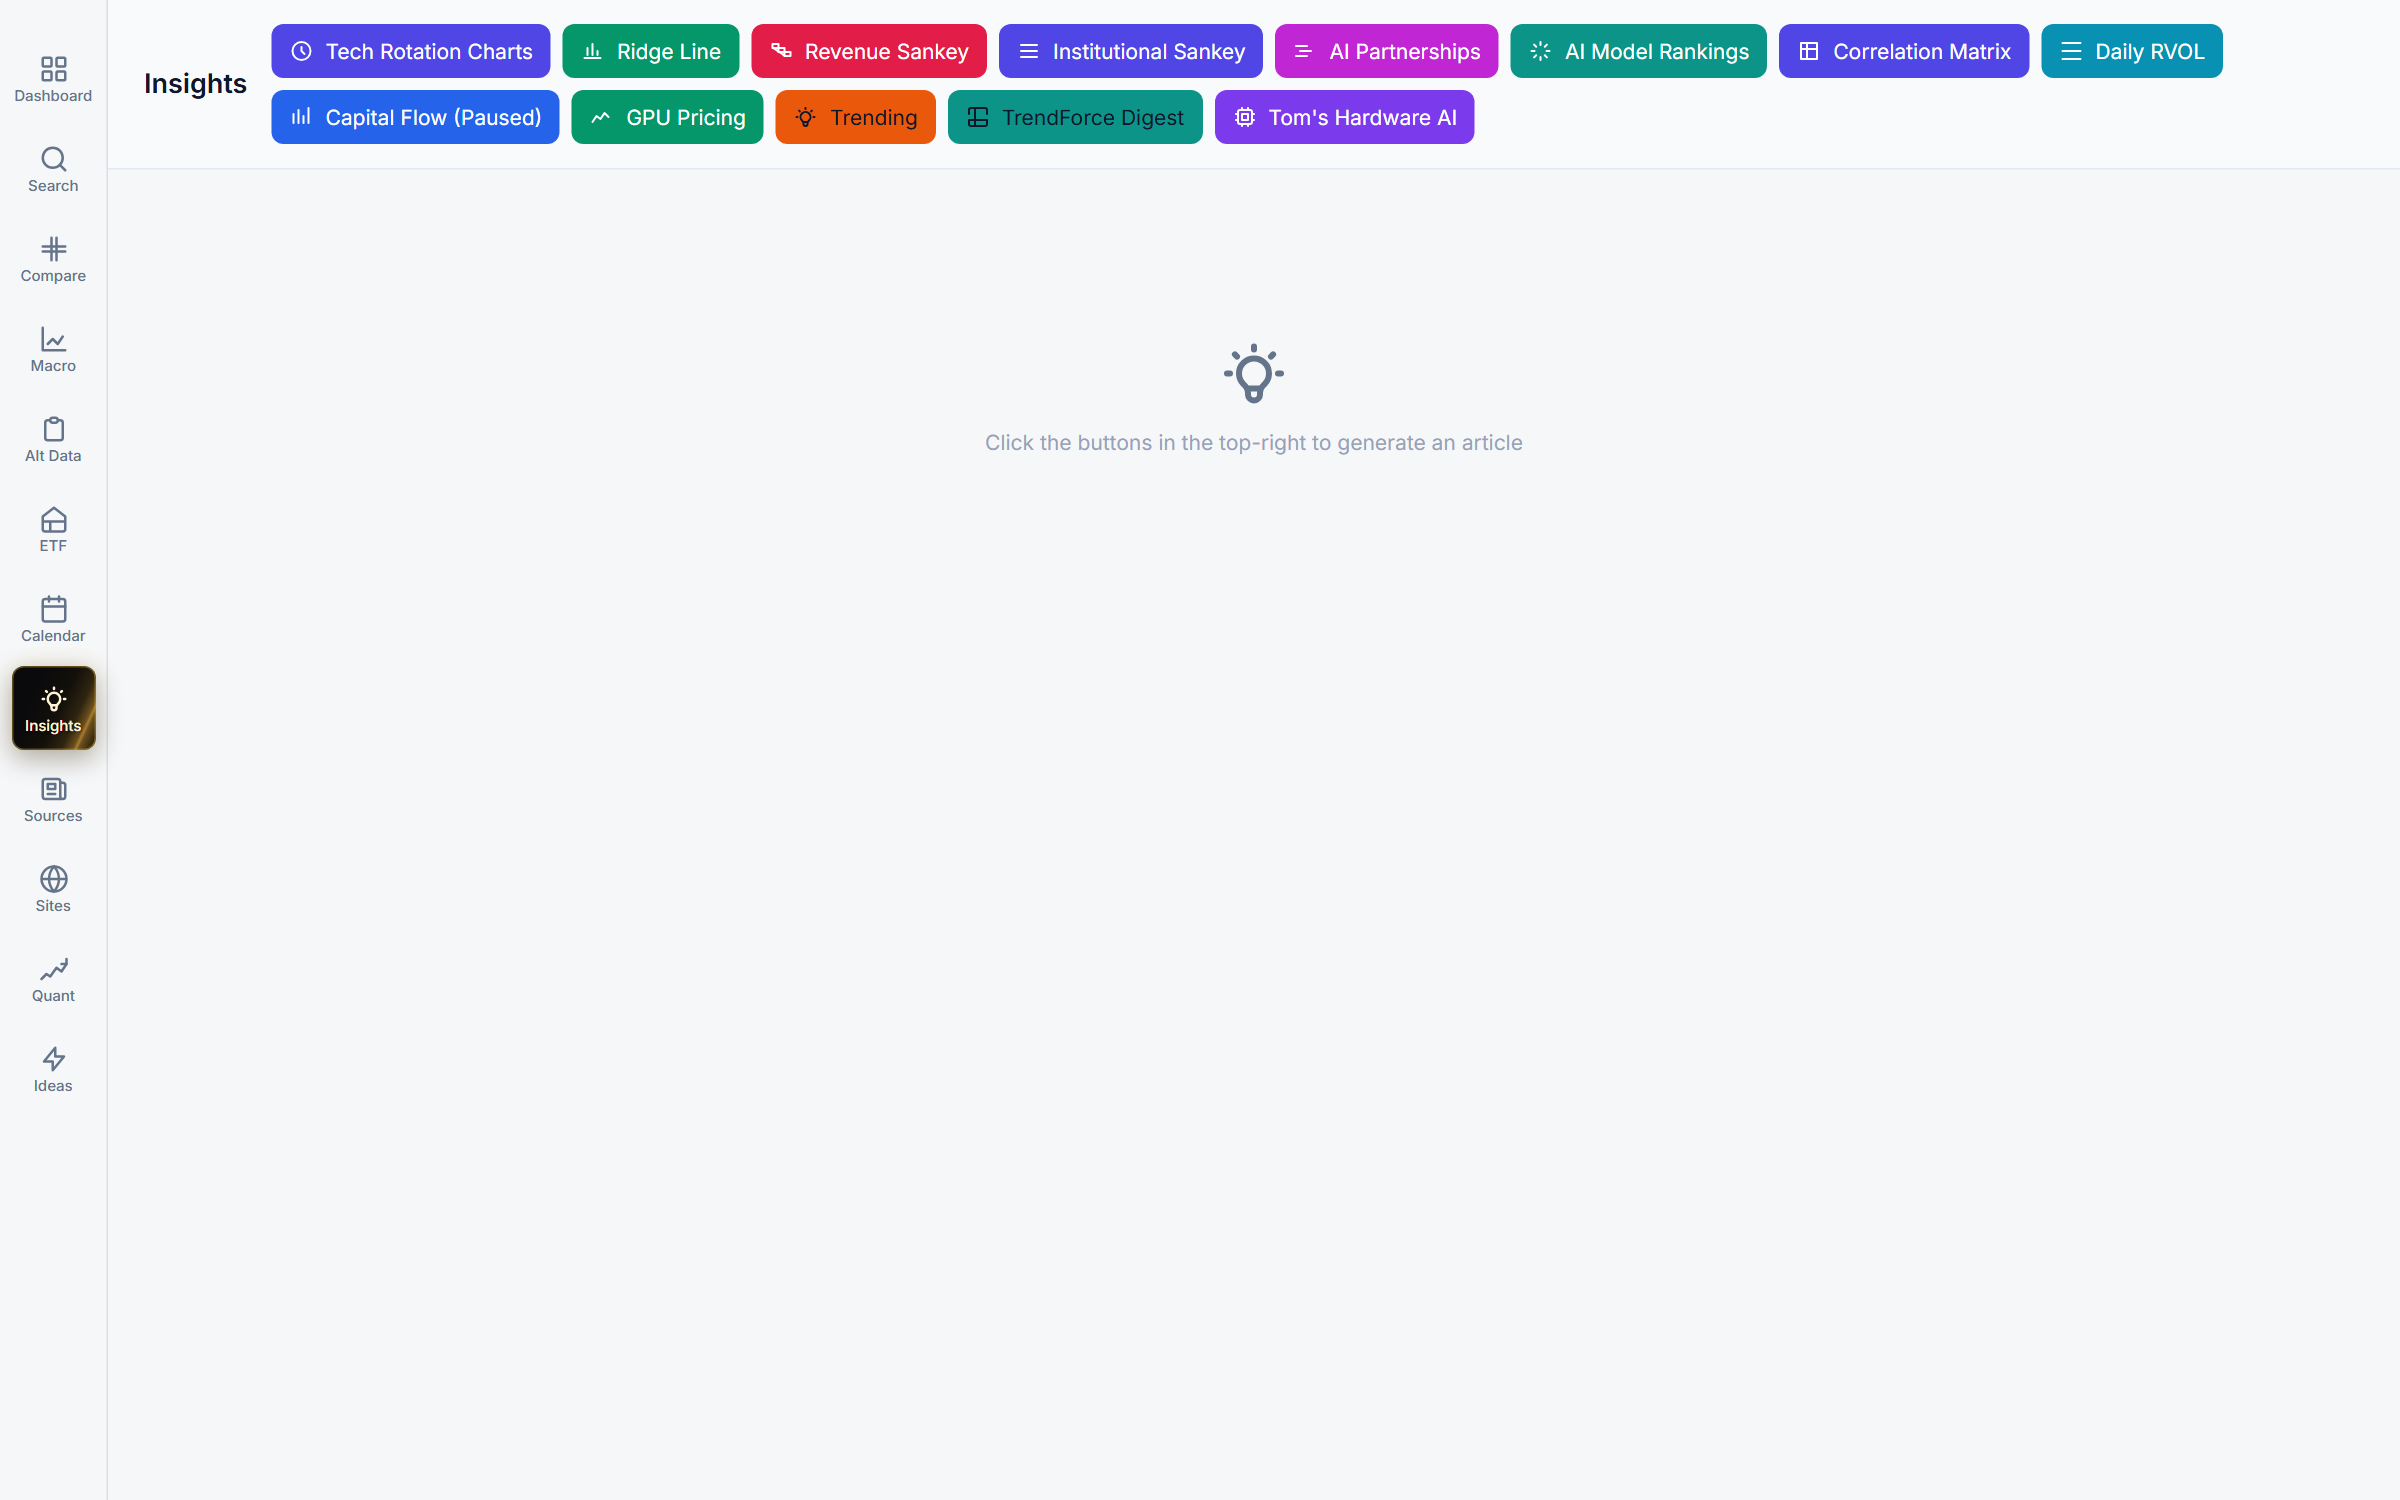 Dashboard
Search
Compare
Macro
Alt Data
ETF
Calendar
Insights
Sources
Sites
Quant
Ideas
Insights
Tech Rotation Charts
Ridge Line
Revenue Sankey
Institutional Sankey
AI Partnerships
AI Model Rankings
Correlation Matrix
Daily RVOL
Capital Flow (Paused)
GPU Pricing
Trending
TrendForce Digest
Tom's Hardware AI
Click the buttons in the top-right to generate an article